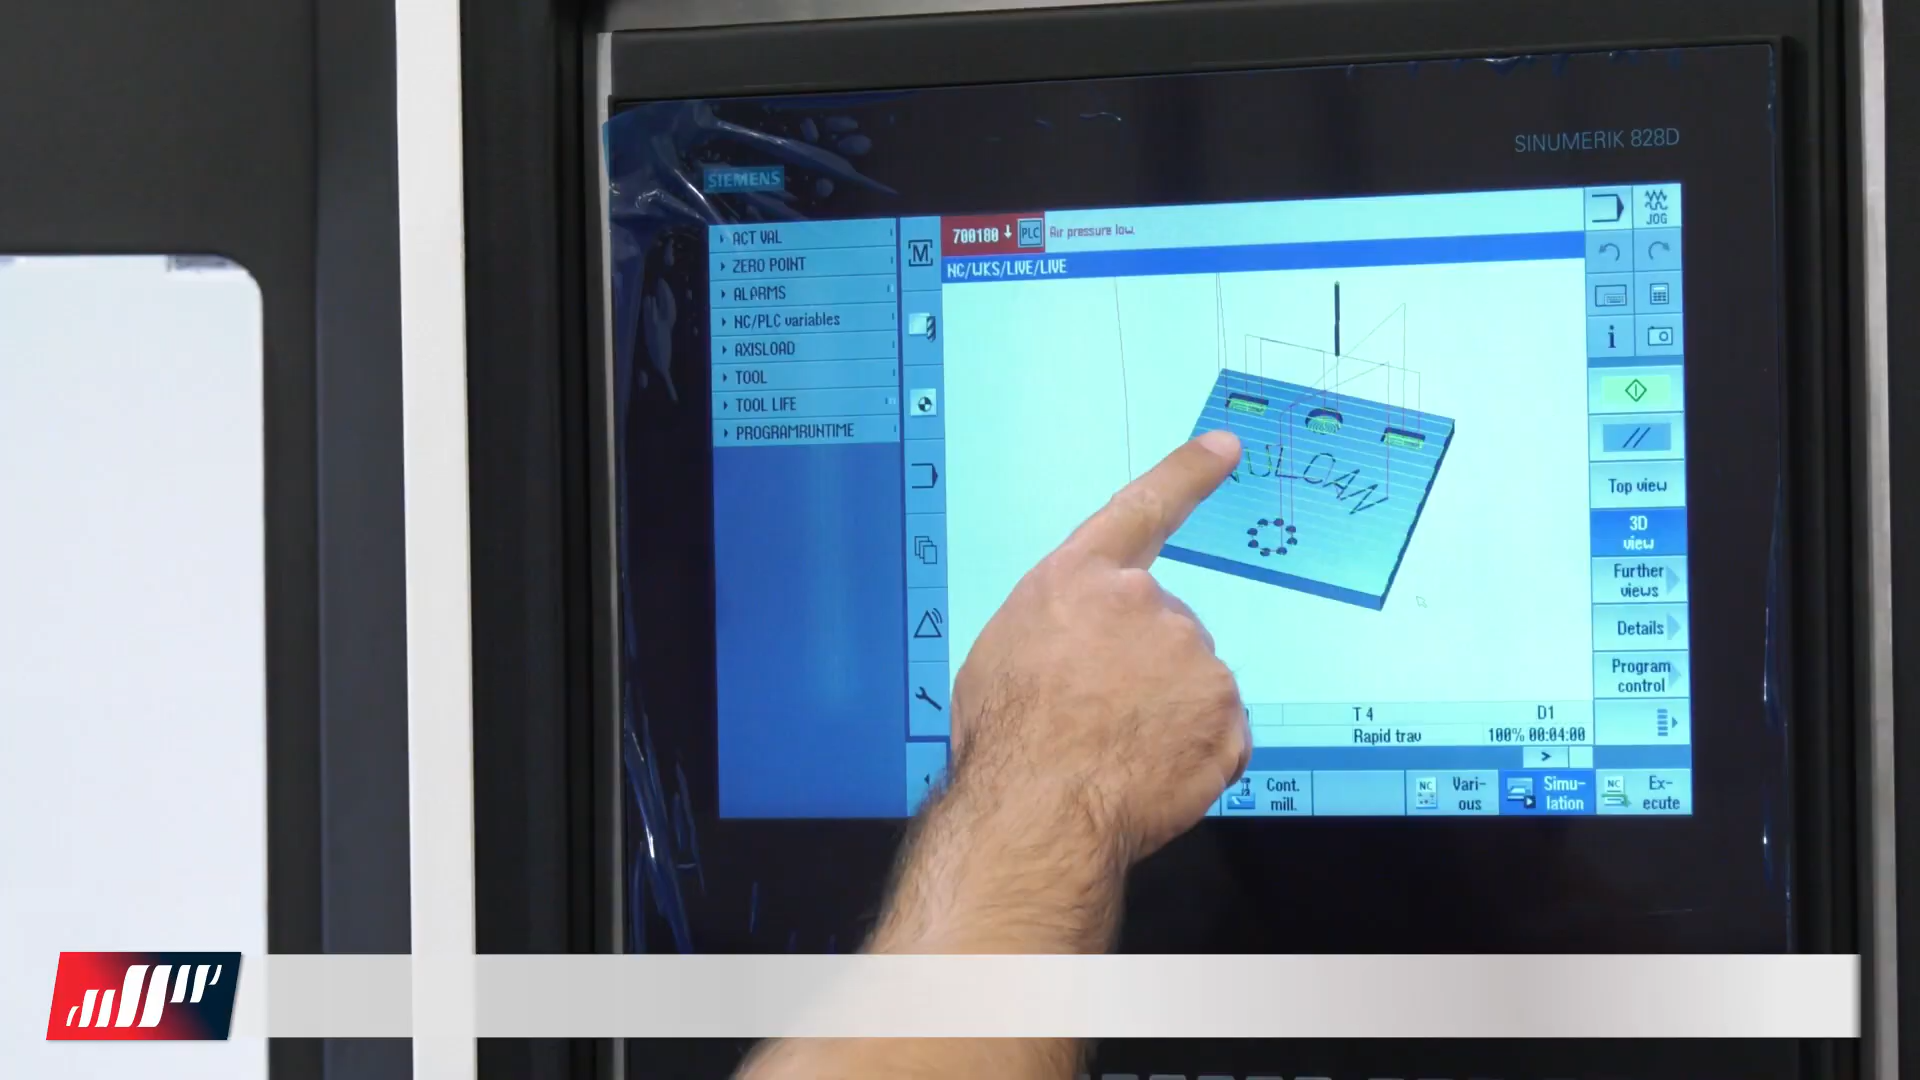 SINUMERIK 828D
SIEMENS
ACT VAL
ZERO POINT
ALARMS
NC/PLC variables
AXISLOAD
TOOL
TOOL LIFE
PROGRAMRUNTIME
M
700180 ↓ PLC Air pressure low.
NC/WKS/LIVE/LIVE
JOG
i
Top view
3D
view
Further
views
Details
Program
control
T 4
D1
Rapid trav
100% 00:04:00
>
Cont.
mill.
NC Vari-
ous
Simu-
lation
NC Ex-
ecute